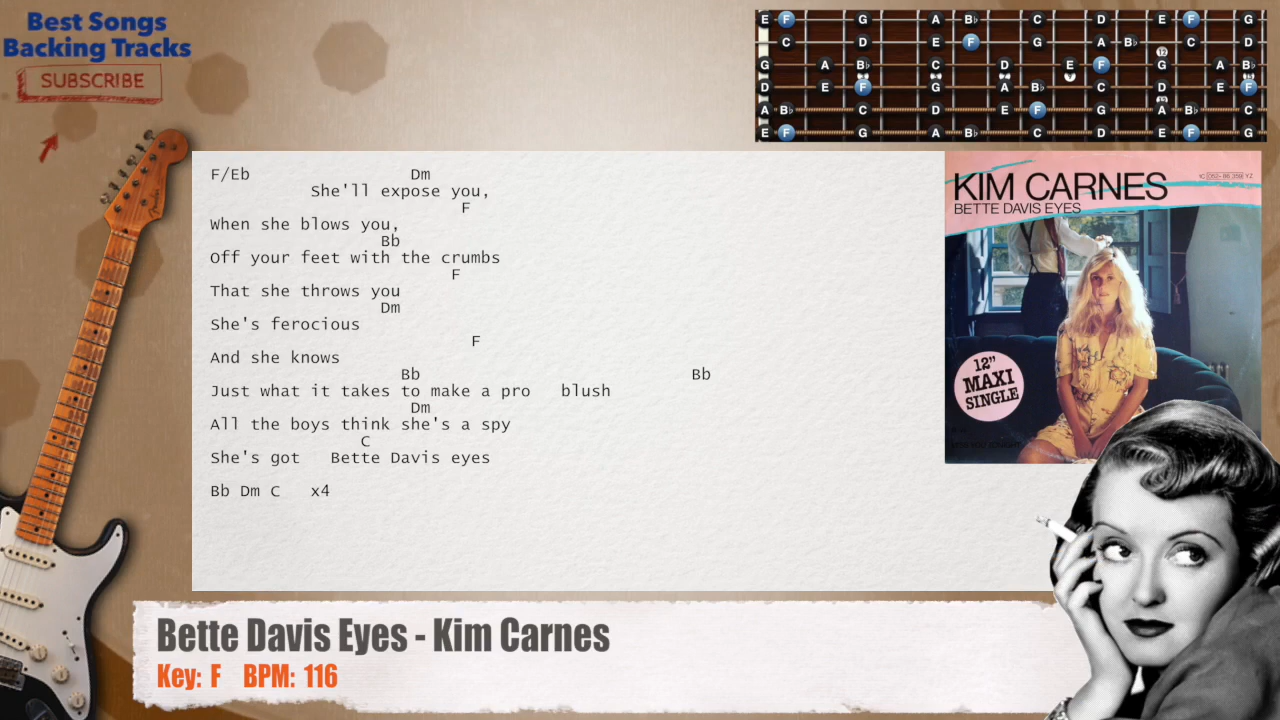 Best Songs
Backing Tracks
SUBSCRIBE
E F G A B♭ C D E F G
C D E F G A B♭ C D
G A B♭ C D E F G A B♭
D E F G A B♭ C D E F
A B♭ C D E F G A B♭ C
E F G A B♭ C D E F G
F/Eb Dm
She'll expose you,
F
When she blows you,
Bb
Off your feet with the crumbs
F
That she throws you
Dm
She's ferocious
F
And she knows
Bb Bb
Just what it takes to make a pro blush
Dm
All the boys think she's a spy
C
She's got Bette Davis eyes
Bb Dm C x4
KIM CARNES
BETTE DAVIS EYES
12"
MAXI
SINGLE
Bette Davis Eyes - Kim Carnes
Key: F BPM: 116